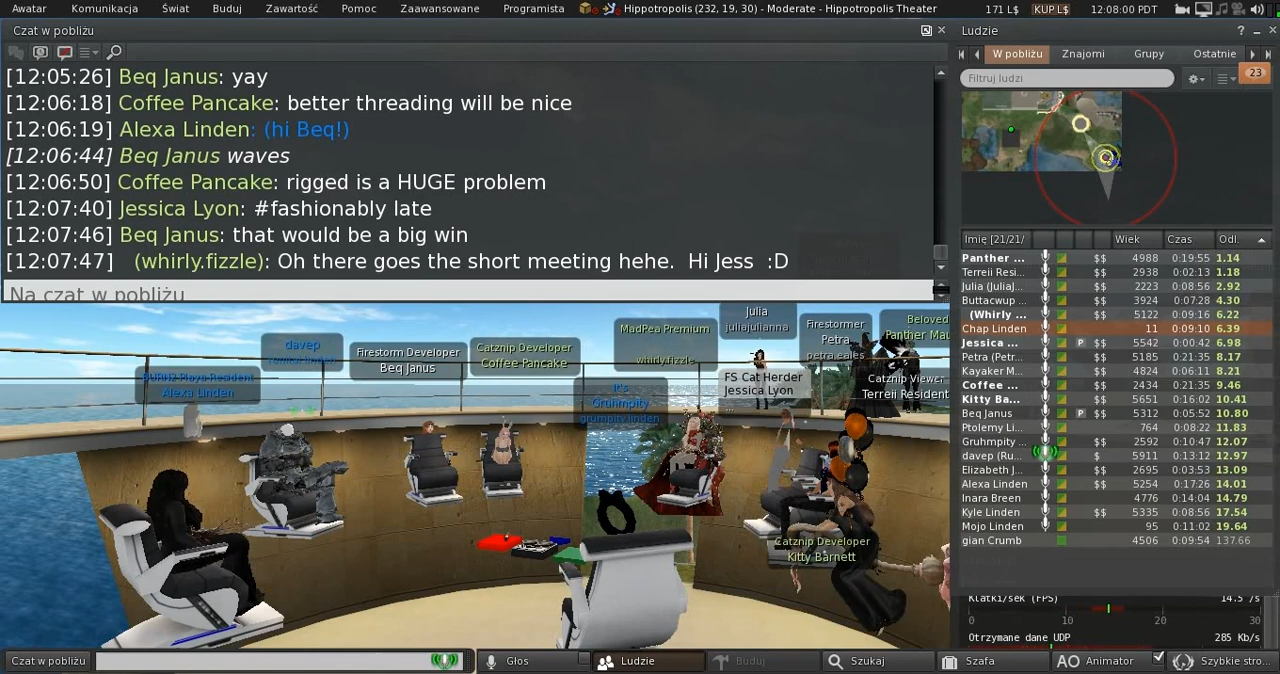 Awatar Komunikacja Świat Buduj Zawartość Pomoc Zaawansowane Programista Hippotropolis (232, 19, 30) - Moderate - Hippotropolis Theater 171 L$ KUP L$ 12:08:00 PDT
Czat w pobliżu
[12:05:26] Beq Janus: yay
[12:06:18] Coffee Pancake: better threading will be nice
[12:06:19] Alexa Linden: (hi Beq!)
[12:06:44] Beq Janus waves
[12:06:50] Coffee Pancake: rigged is a HUGE problem
[12:07:40] Jessica Lyon: #fashionably late
[12:07:46] Beq Janus: that would be a big win
[12:07:47] (whirly.fizzle): Oh there goes the short meeting hehe. Hi Jess :D
Na czat w pobliżu
Ludzie
W pobliżu Znajomi Grupy Ostatnie
Filtruj ludzi
23
Imię [21/21/ Wiek Czas Odl.
Panther ... $$ 4988 0:19:55 1.14
Terreii Resi... $$ 2938 0:02:13 1.18
Julia (JuliaJ... $$ 2223 0:08:56 2.92
Buttacwup ... $$ 3924 0:07:28 4.30
(Whirly ... $$ 5122 0:09:16 6.22
Chap Linden 11 0:09:10 6.39
Jessica ... P $$ 5542 0:00:42 6.98
Petra (Petr... $$ 5185 0:21:35 8.17
Kayaker M... $$ 4824 0:06:11 8.21
Coffee ... $$ 2434 0:21:35 9.46
Kitty Ba... $$ 5651 0:16:02 10.41
Beq Janus P $$ 5312 0:05:52 10.80
Ptolemy Li... 764 0:08:22 11.83
Gruhmpity ... $$ 2592 0:10:47 12.07
davep (Ru... $ 5911 0:13:12 12.97
Elizabeth J... $$ 2695 0:03:53 13.09
Alexa Linden $$ 5254 0:17:26 14.01
Inara Breen 4776 0:14:04 14.79
Kyle Linden $$ 5335 0:08:56 17.54
Mojo Linden 95 0:11:02 19.64
gian Crumb 4506 0:09:54 137.66
Klatki/sek (FPS) 14.5 /s
0 10 20 30
Otrzymane dane UDP 285 Kb/s
BURN2 Playa Resident
Alexa Linden
davep
Firestorm Developer
Beq Janus
Catznip Developer
Coffee Pancake
It's
Gruhmpity
grumpity.linden
MadPea Premium
whirly.fizzle
Julia
juliajulianna
FS Cat Herder
Jessica Lyon
Firestormer
Petra
petra.eales
Beloved
Panther Mau
Catznip Viewer
Terreii Resident
Catznip Developer
Kitty Barnett
Czat w pobliżu Głos Ludzie Buduj Szukaj Szafa AO Animator Szybkie stro...